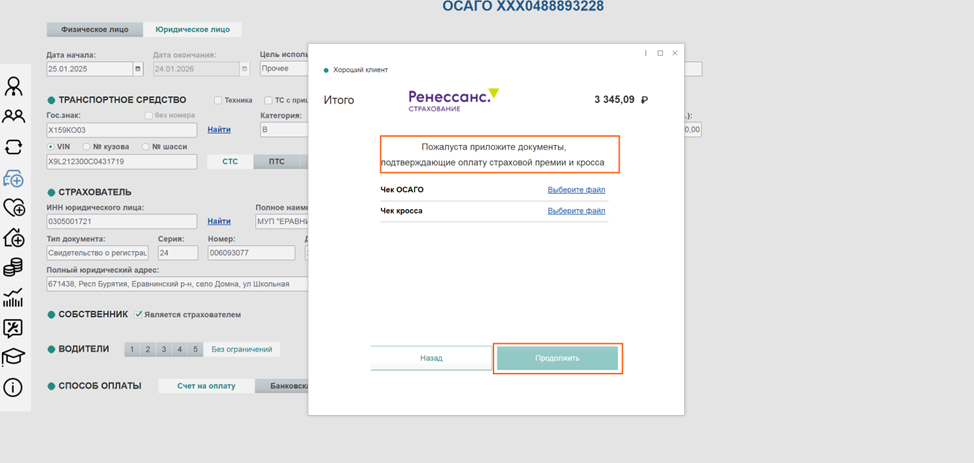 ОСАГО XXX0488893228
Физическое лицо Юридическое лицо
Дата начала: Дата окончания: Цель исполь
25.01.2025 24.01.2026 Прочее
Хороший клиент
Итого Ренессанс. СТРАХОВАНИЕ 3 345,09 ₽
ТРАНСПОРТНОЕ СРЕДСТВО Техника ТС с приц
Гос.знак: без номера Категория: .):
X159KO03 Найти B 0,00
VIN № кузова № шасси
X9L212300C0431719 СТС ПТС
Пожалуста приложите документы,
подтверждающие оплату страховой премии и кросса
Чек ОСАГО Выберите файл
Чек кросса Выберите файл
СТРАХОВАТЕЛЬ
ИНН юридического лица: Полное наиме
0305001721 Найти МУП "ЕРАВНИ
Тип документа: Серия: Номер:
Свидетельство о регистрац 24 006093077
Полный юридический адрес:
671438, Респ Бурятия, Еравнинский р-н, село Домна, ул Школьная
СОБСТВЕННИК Является страхователем
ВОДИТЕЛИ 1 2 3 4 5 Без ограничений
Назад Продолжить
СПОСОБ ОПЛАТЫ Счет на оплату Банковска